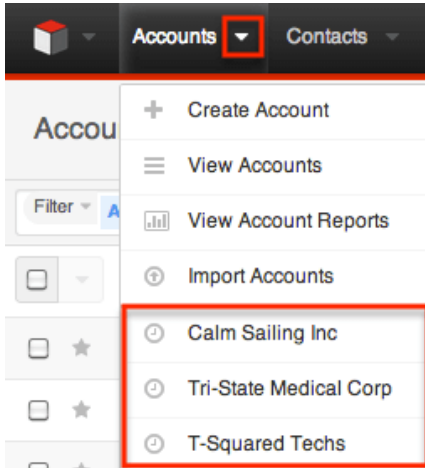 Accounts Contacts
Accou
Filter A
Create Account
View Accounts
View Account Reports
Import Accounts
Calm Sailing Inc
Tri-State Medical Corp
T-Squared Techs